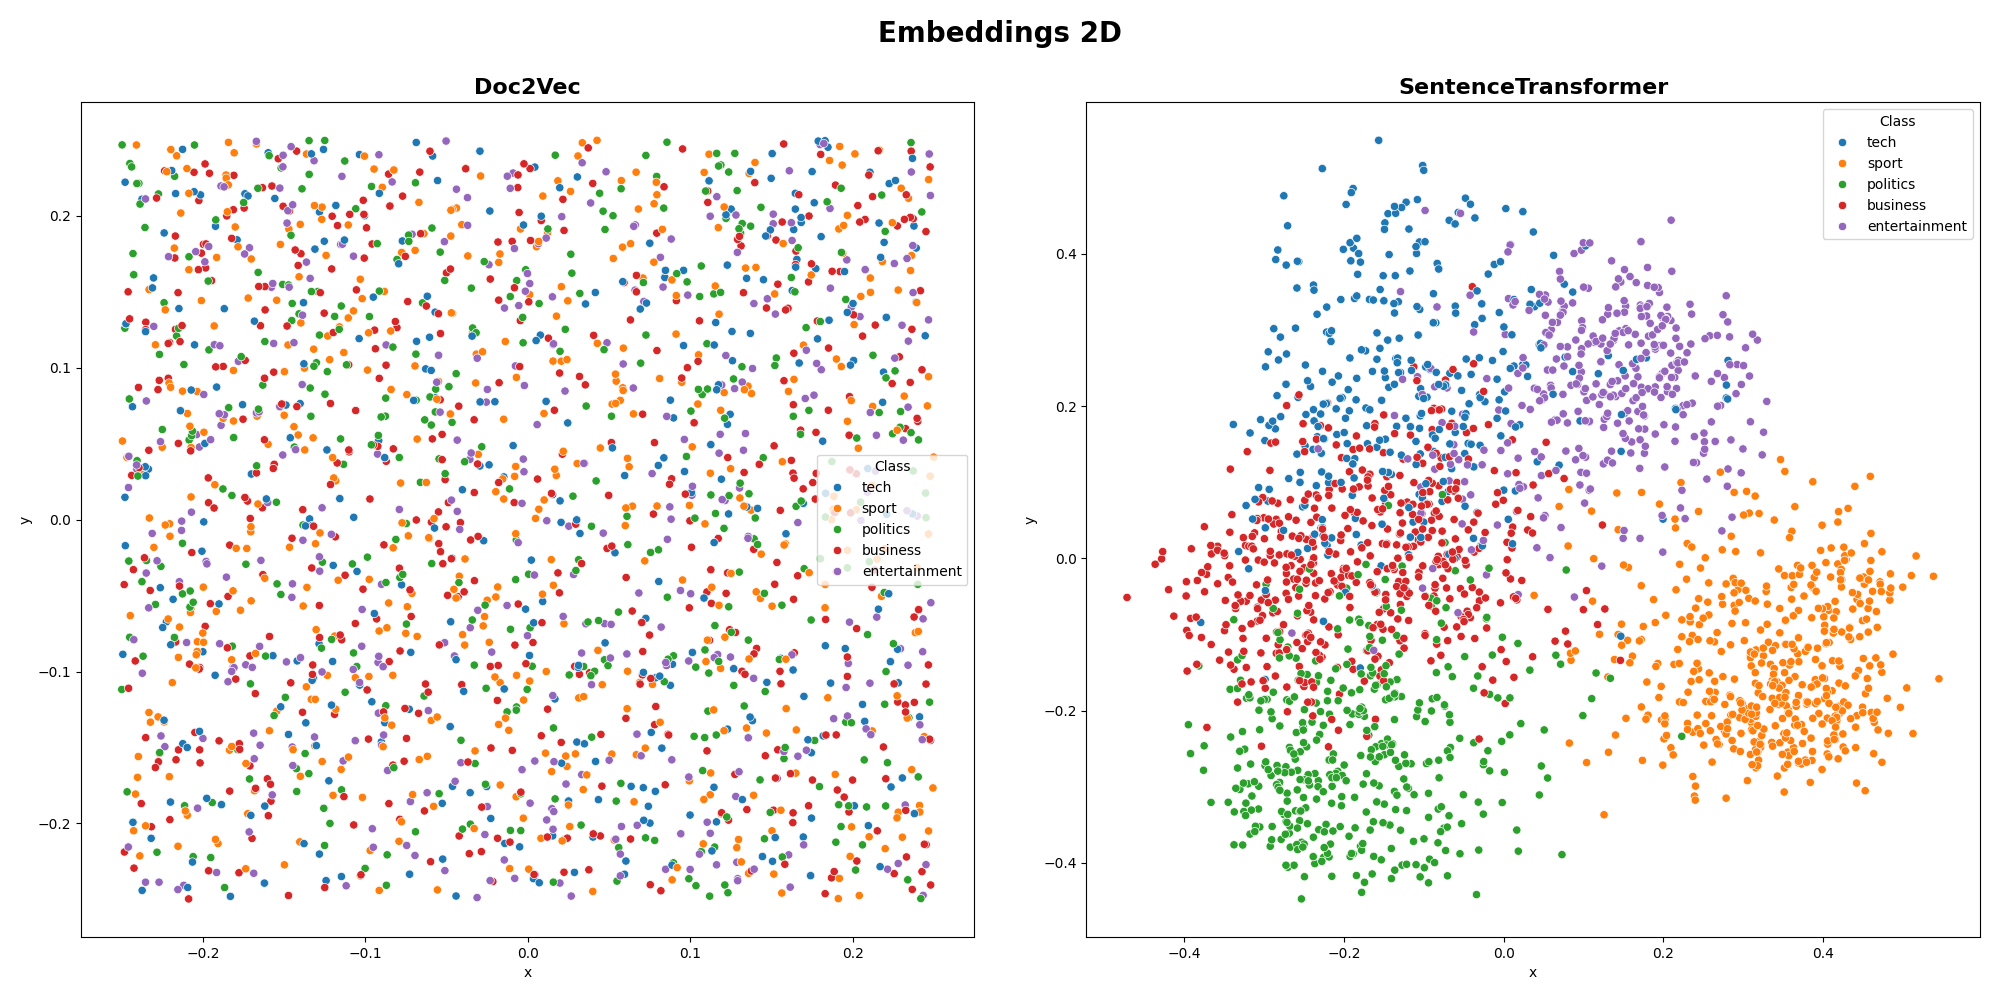 Embeddings 2D
Doc2Vec
y
0.2
0.1
0.0
−0.1
−0.2
−0.2
−0.1
0.0
0.1
0.2
x
Class
tech
sport
politics
business
entertainment
SentenceTransformer
y
0.4
0.2
0.0
−0.2
−0.4
−0.4
−0.2
0.0
0.2
0.4
x
Class
tech
sport
politics
business
entertainment